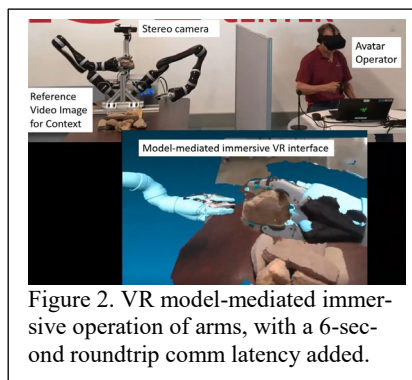 CENTER
Stereo camera
Avatar
Operator
Reference
Video Image
for Context
Model-mediated immersive VR interface
Figure 2. VR model-mediated immer-
sive operation of arms, with a 6-sec-
ond roundtrip comm latency added.